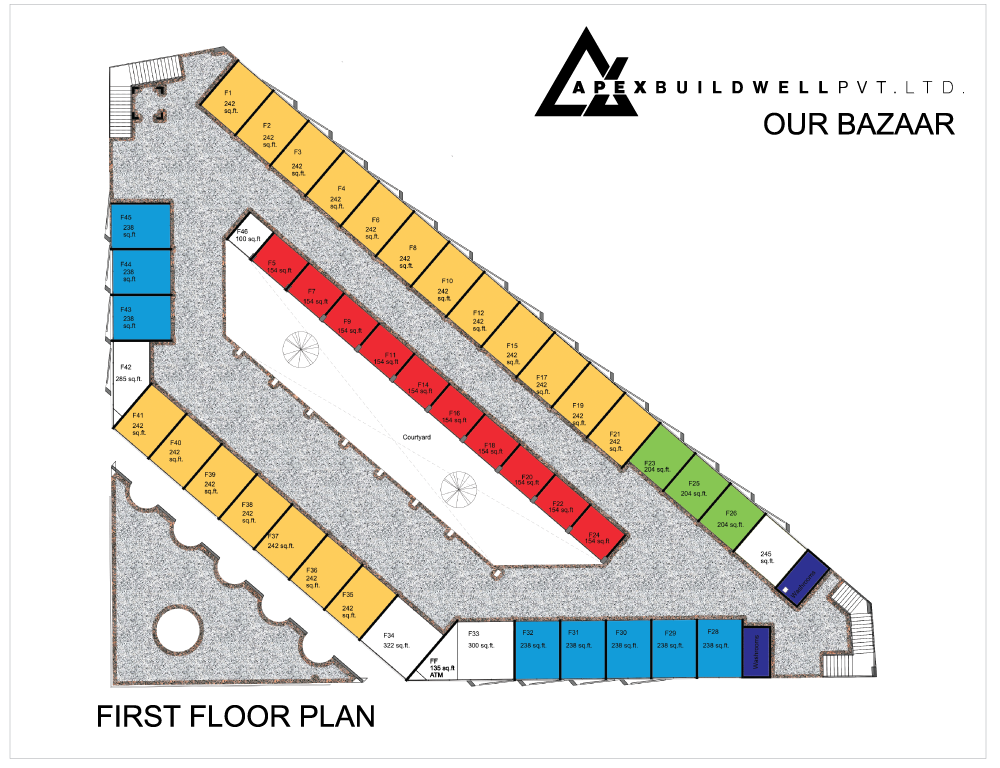 APEXBUILDWELLPVT.LTD.
OUR BAZAAR
F1
242
sq.ft.
F2
242
sq.ft.
F3
242
sq.ft.
F4
242
sq.ft.
F6
242
sq.ft.
F8
242
sq.ft.
F10
242
sq.ft.
F12
242
sq.ft.
F15
242
sq.ft.
F17
242
sq.ft.
F19
242
sq.ft.
F21
242
sq.ft.
F23
204 sq.ft.
F25
204 sq.ft.
F26
204 sq.ft.
245
sq.ft.
Washrooms
F45
238
sq.ft
F44
238
sq.ft
F43
238
sq.ft
F42
285 sq.ft.
F46
100 sq.ft
F5
154 sq.ft
F7
154 sq.ft
F9
154 sq.ft
F11
154 sq.ft
F14
154 sq.ft
F16
154 sq.ft
F18
154 sq.ft
F20
154 sq.ft
F22
154 sq.ft
F24
154 sq.ft
Courtyard
F41
242
sq.ft.
F40
242
sq.ft.
F39
242
sq.ft.
F38
242
sq.ft.
F37
242 sq.ft.
F36
242
sq.ft.
F35
242
sq.ft.
F34
322 sq.ft.
FF
135 sq.ft
ATM
F33
300 sq.ft.
F32
238 sq.ft.
F31
238 sq.ft.
F30
238 sq.ft.
F29
238 sq.ft.
F28
238 sq.ft.
Washrooms
FIRST FLOOR PLAN